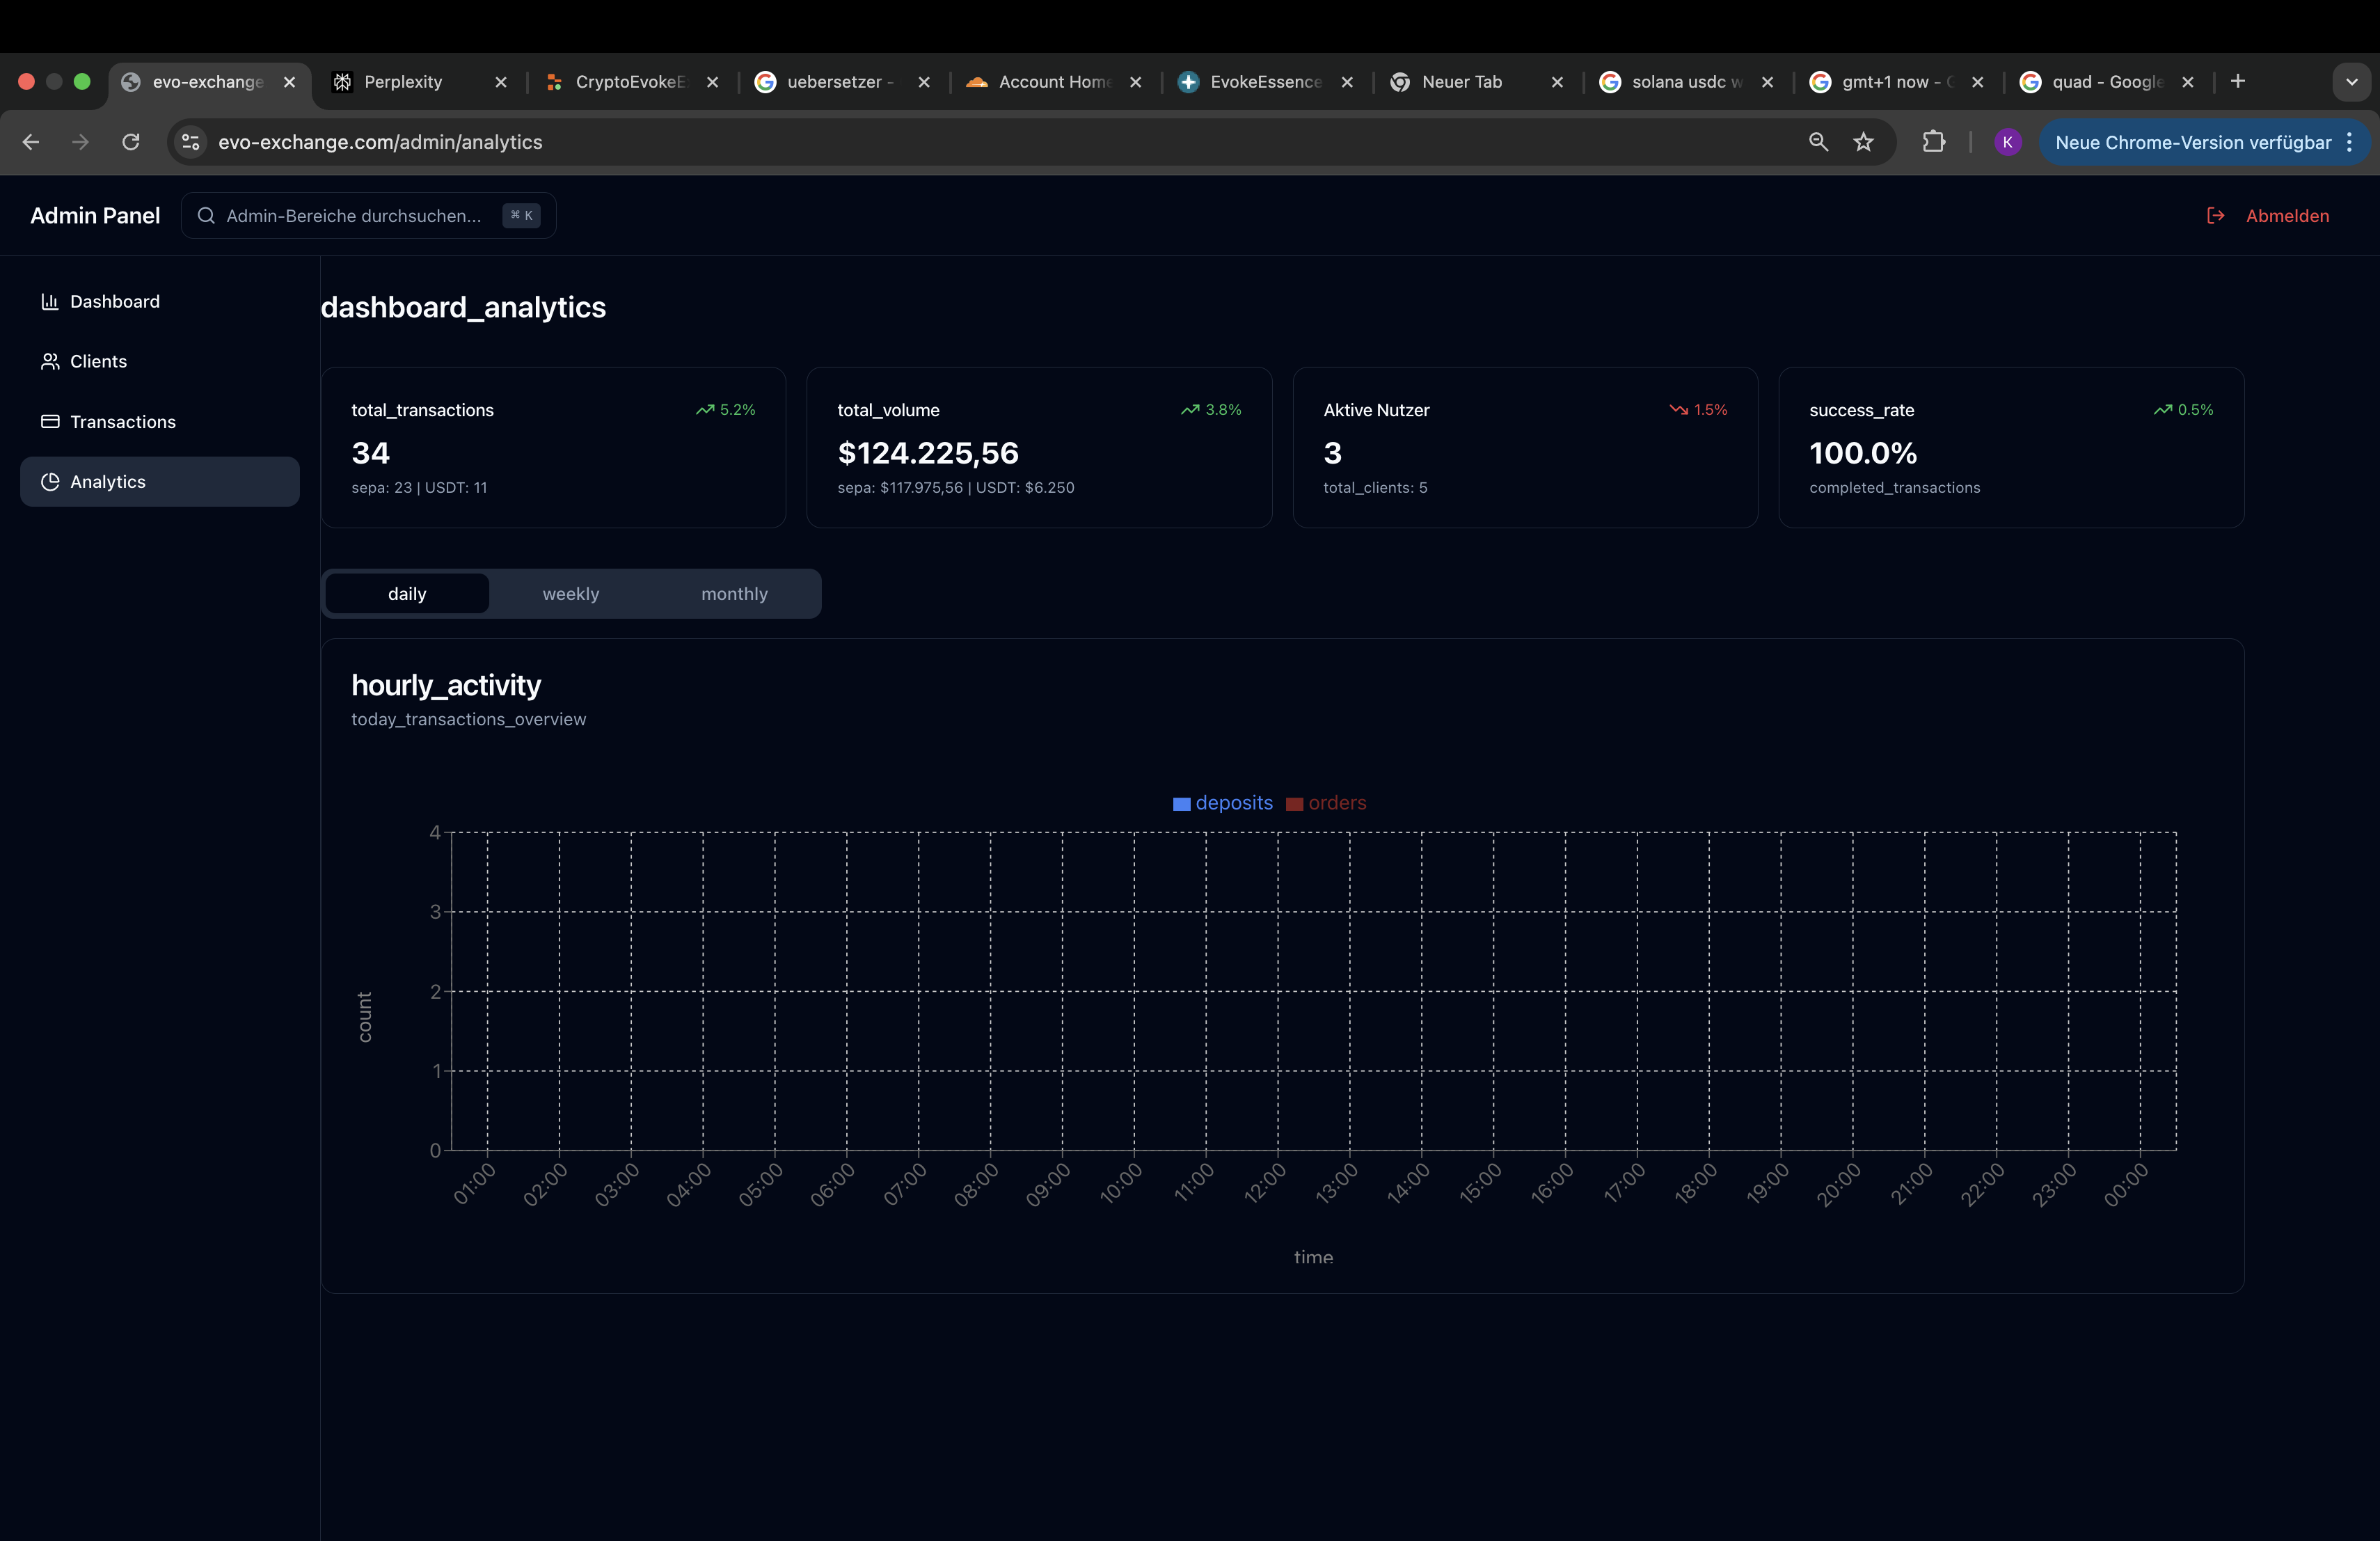 evo-exchange
Perplexity
CryptoEvokeE
uebersetzer -
Account Home
EvokeEssence
Neuer Tab
solana usdc w
gmt+1 now -
quad - Google
evo-exchange.com/admin/analytics
K
Neue Chrome-Version verfügbar
Admin Panel
Admin-Bereiche durchsuchen...
⌘ K
Abmelden
Dashboard
Clients
Transactions
Analytics
dashboard_analytics
total_transactions
5.2%
34
sepa: 23 | USDT: 11
total_volume
3.8%
$124.225,56
sepa: $117.975,56 | USDT: $6.250
Aktive Nutzer
1.5%
3
total_clients: 5
success_rate
0.5%
100.0%
completed_transactions
daily
weekly
monthly
hourly_activity
today_transactions_overview
deposits
orders
4
3
2
1
0
count
01:00
02:00
03:00
04:00
05:00
06:00
07:00
08:00
09:00
10:00
11:00
12:00
13:00
14:00
15:00
16:00
17:00
18:00
19:00
20:00
21:00
22:00
23:00
00:00
time